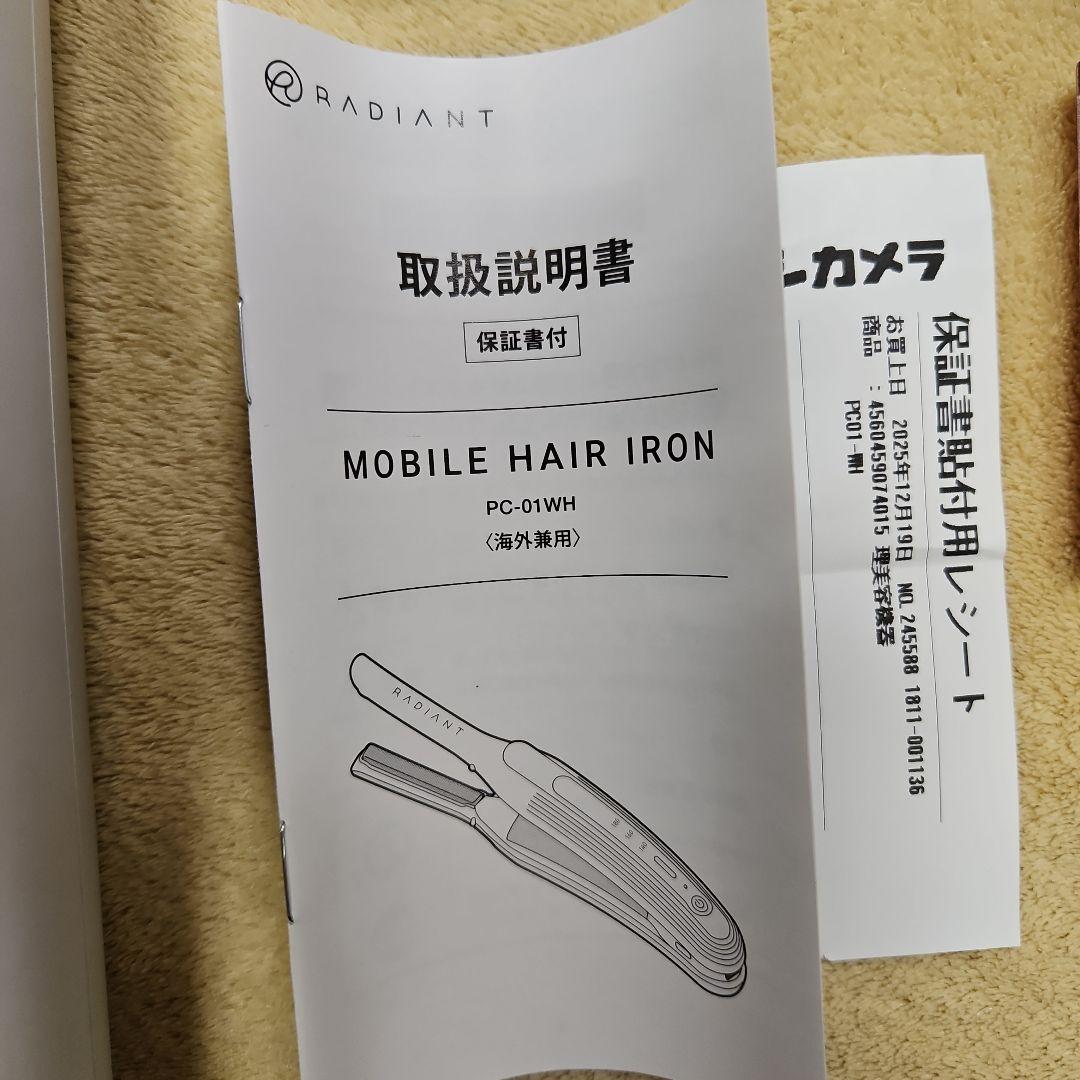 RADIANT
取扱説明書
保証書付
MOBILE HAIR IRON
PC-01WH
〈海外兼用〉
RADIANT
カメラ
保証書貼付用レシート
お買上日 2025年12月19日 NO.245588 1811-001136
商品 :4560459074015 理美容機器
PC01-WH